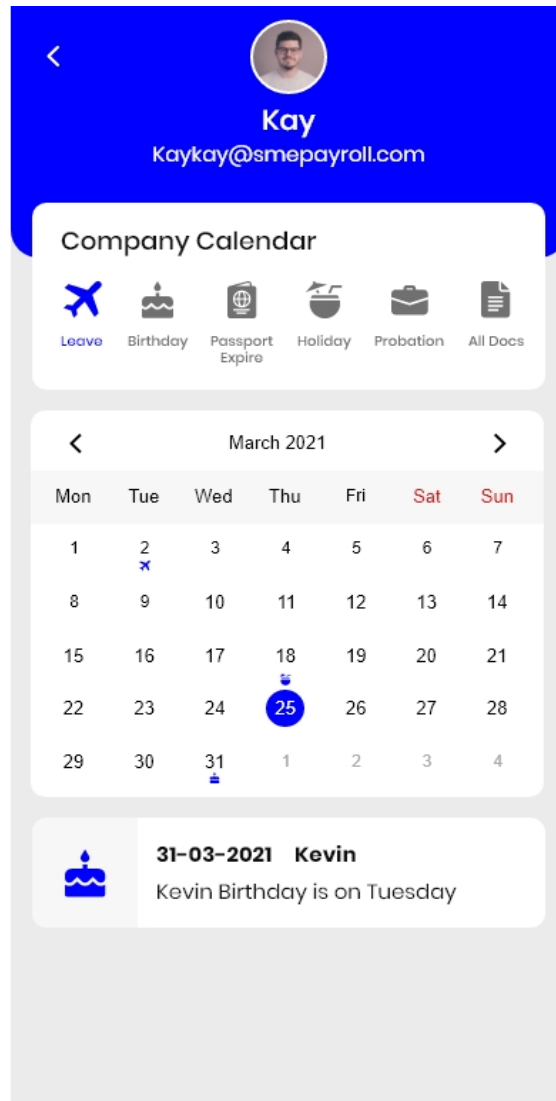 Kay
Kaykay@smepayroll.com
Company Calendar
Leave Birthday Passport Expire Holiday Probation All Docs
March 2021
Mon Tue Wed Thu Fri Sat Sun
1 2 3 4 5 6 7
8 9 10 11 12 13 14
15 16 17 18 19 20 21
22 23 24 25 26 27 28
29 30 31 1 2 3 4
31-03-2021 Kevin
Kevin Birthday is on Tuesday